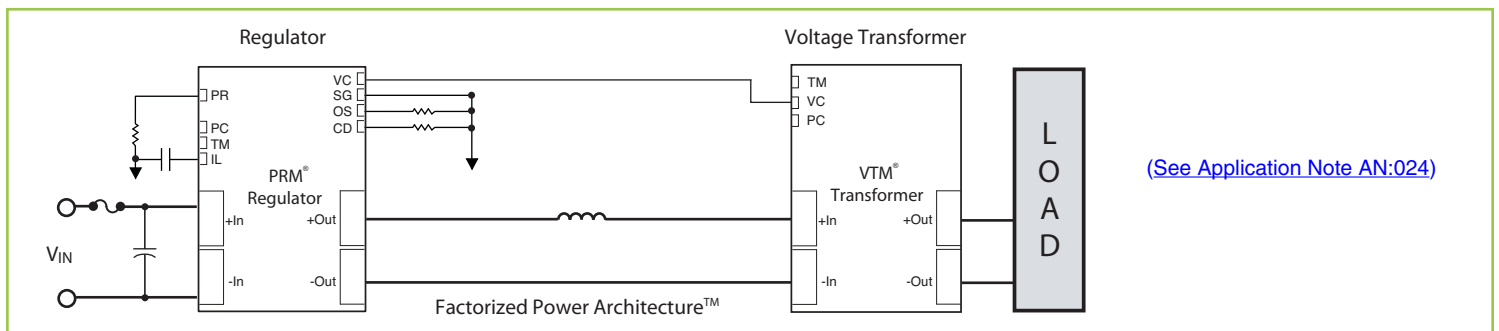 Regulator
Voltage Transformer
VC
SG
OS
CD
PR
PC
TM
IL
PRM®
Regulator
+In
-In
+Out
-Out
VIN
TM
VC
PC
VTM®
Transformer
+In
-In
+Out
-Out
L
O
A
D
Factorized Power Architecture™
(See Application Note AN:024)